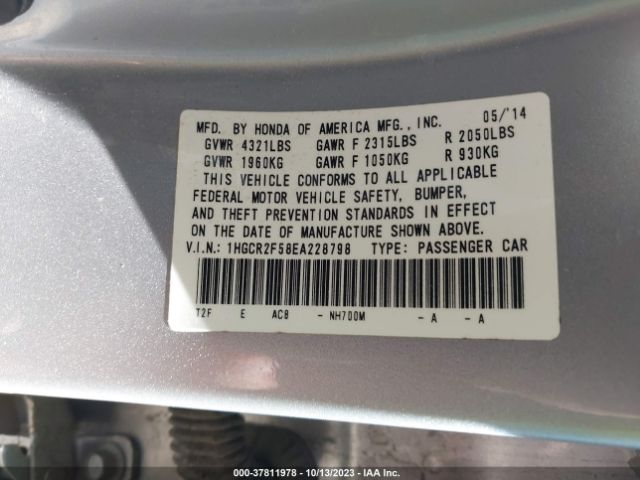 MFD. BY HONDA OF AMERICA MFG., INC. 05/'14
GVWR 4321LBS GAWR F 2315LBS R 2050LBS
GVWR 1960KG GAWR F 1050KG R 930KG
THIS VEHICLE CONFORMS TO ALL APPLICABLE
FEDERAL MOTOR VEHICLE SAFETY, BUMPER,
AND THEFT PREVENTION STANDARDS IN EFFECT
ON THE DATE OF MANUFACTURE SHOWN ABOVE.
V.I.N.: 1HGCR2F58EA228798 TYPE: PASSENGER CAR
T2F E AC8 - NH700M - A - A
000-37811978 - 10/13/2023 - IAA Inc.